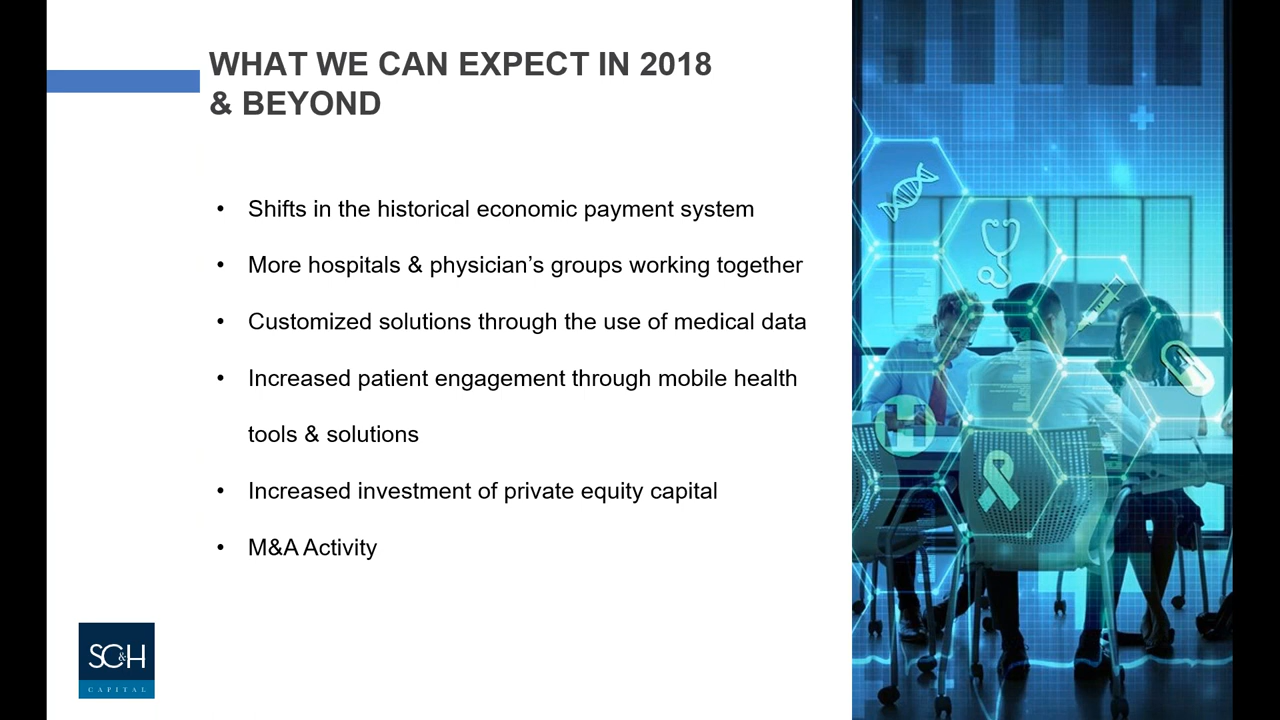 WHAT WE CAN EXPECT IN 2018
& BEYOND
• Shifts in the historical economic payment system
• More hospitals & physician’s groups working together
• Customized solutions through the use of medical data
• Increased patient engagement through mobile health
tools & solutions
• Increased investment of private equity capital
• M&A Activity
SC&H
CAPITAL
H